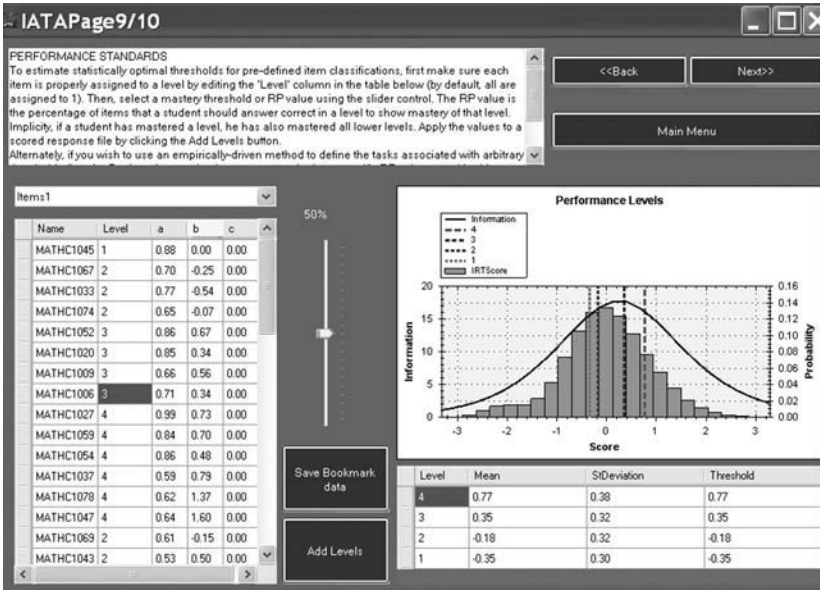 IATAPage9/10
PERFORMANCE STANDARDS
To estimate statistically optimal thresholds for pre-defined item classifications, first make sure each
item is properly assigned to a level by editing the 'Level' column in the table below (by default, all are
assigned to 1). Then, select a mastery threshold or RP value using the slider control. The RP value is
the percentage of items that a student should answer correct in a level to show mastery of that level.
Implicity, if a student has mastered a level, he has also mastered all lower levels. Apply the values to a
scored response file by clicking the Add Levels button.
Alternately, if you wish to use an empirically-driven method to define the tasks associated with arbitrary
<<Back
Next>>
Main Menu
Items1
Name Level a b c
MATHC1045 1 0.88 0.00 0.00
MATHC1067 2 0.70 -0.25 0.00
MATHC1033 2 0.77 -0.54 0.00
MATHC1074 2 0.65 -0.07 0.00
MATHC1052 3 0.86 0.67 0.00
MATHC1020 3 0.85 0.34 0.00
MATHC1009 3 0.66 0.56 0.00
MATHC1006 3 0.71 0.34 0.00
MATHC1027 4 0.99 0.73 0.00
MATHC1059 4 0.84 0.70 0.00
MATHC1054 4 0.86 0.48 0.00
MATHC1037 4 0.59 0.79 0.00
MATHC1078 4 0.62 1.37 0.00
MATHC1047 4 0.64 1.60 0.00
MATHC1069 2 0.61 -0.15 0.00
MATHC1043 2 0.53 0.50 0.00
50%
Save Bookmark
data
Add Levels
Performance Levels
Information
4
3
2
1
IRTScore
Information
20
15
10
5
0
-3 -2 -1 0 1 2 3
Score
0.16
0.14
0.12
0.10
0.08
0.06
0.04
0.02
0.00
Probability
Level Mean StDeviation Threshold
4 0.77 0.38 0.77
3 0.35 0.32 0.35
2 -0.18 0.32 -0.18
1 -0.35 0.30 -0.35